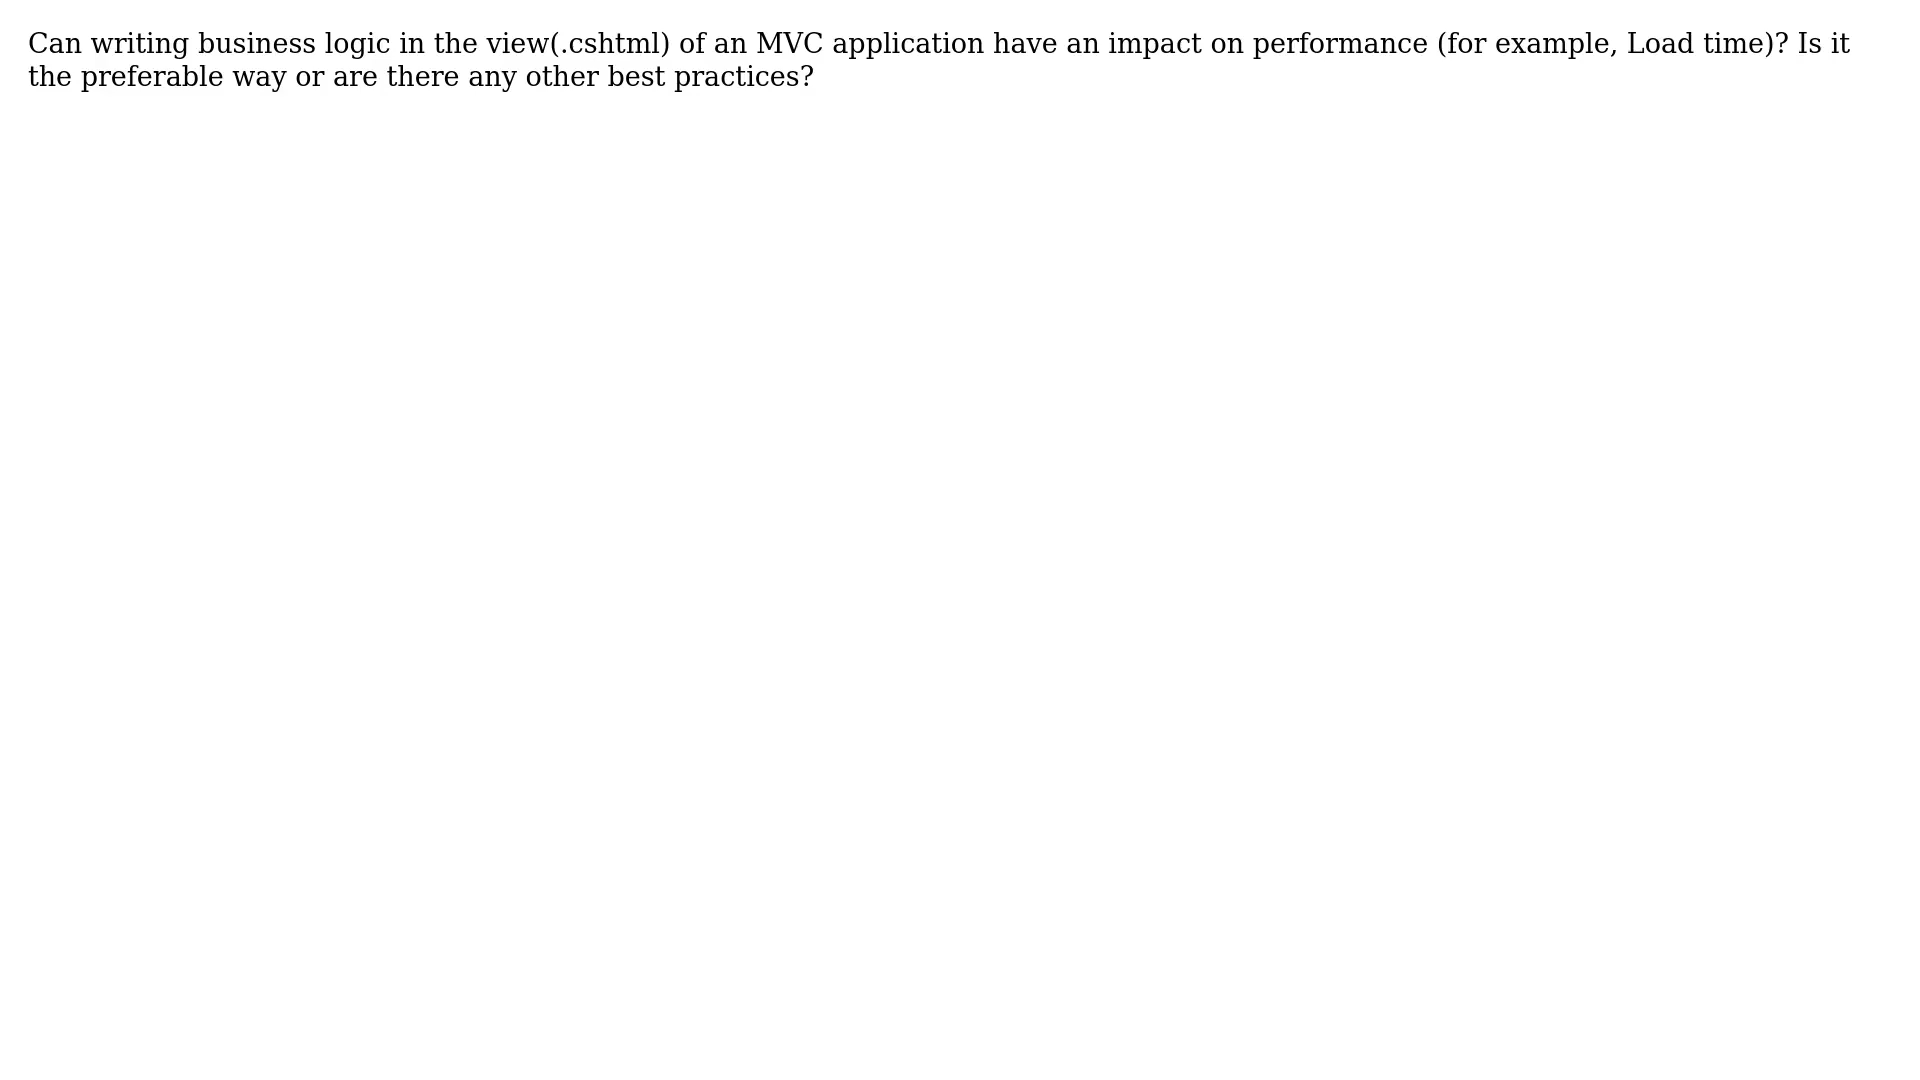 Can writing business logic in the view(.cshtml) of an MVC application have an impact on performance (for example, Load time)? Is it
the preferable way or are there any other best practices?